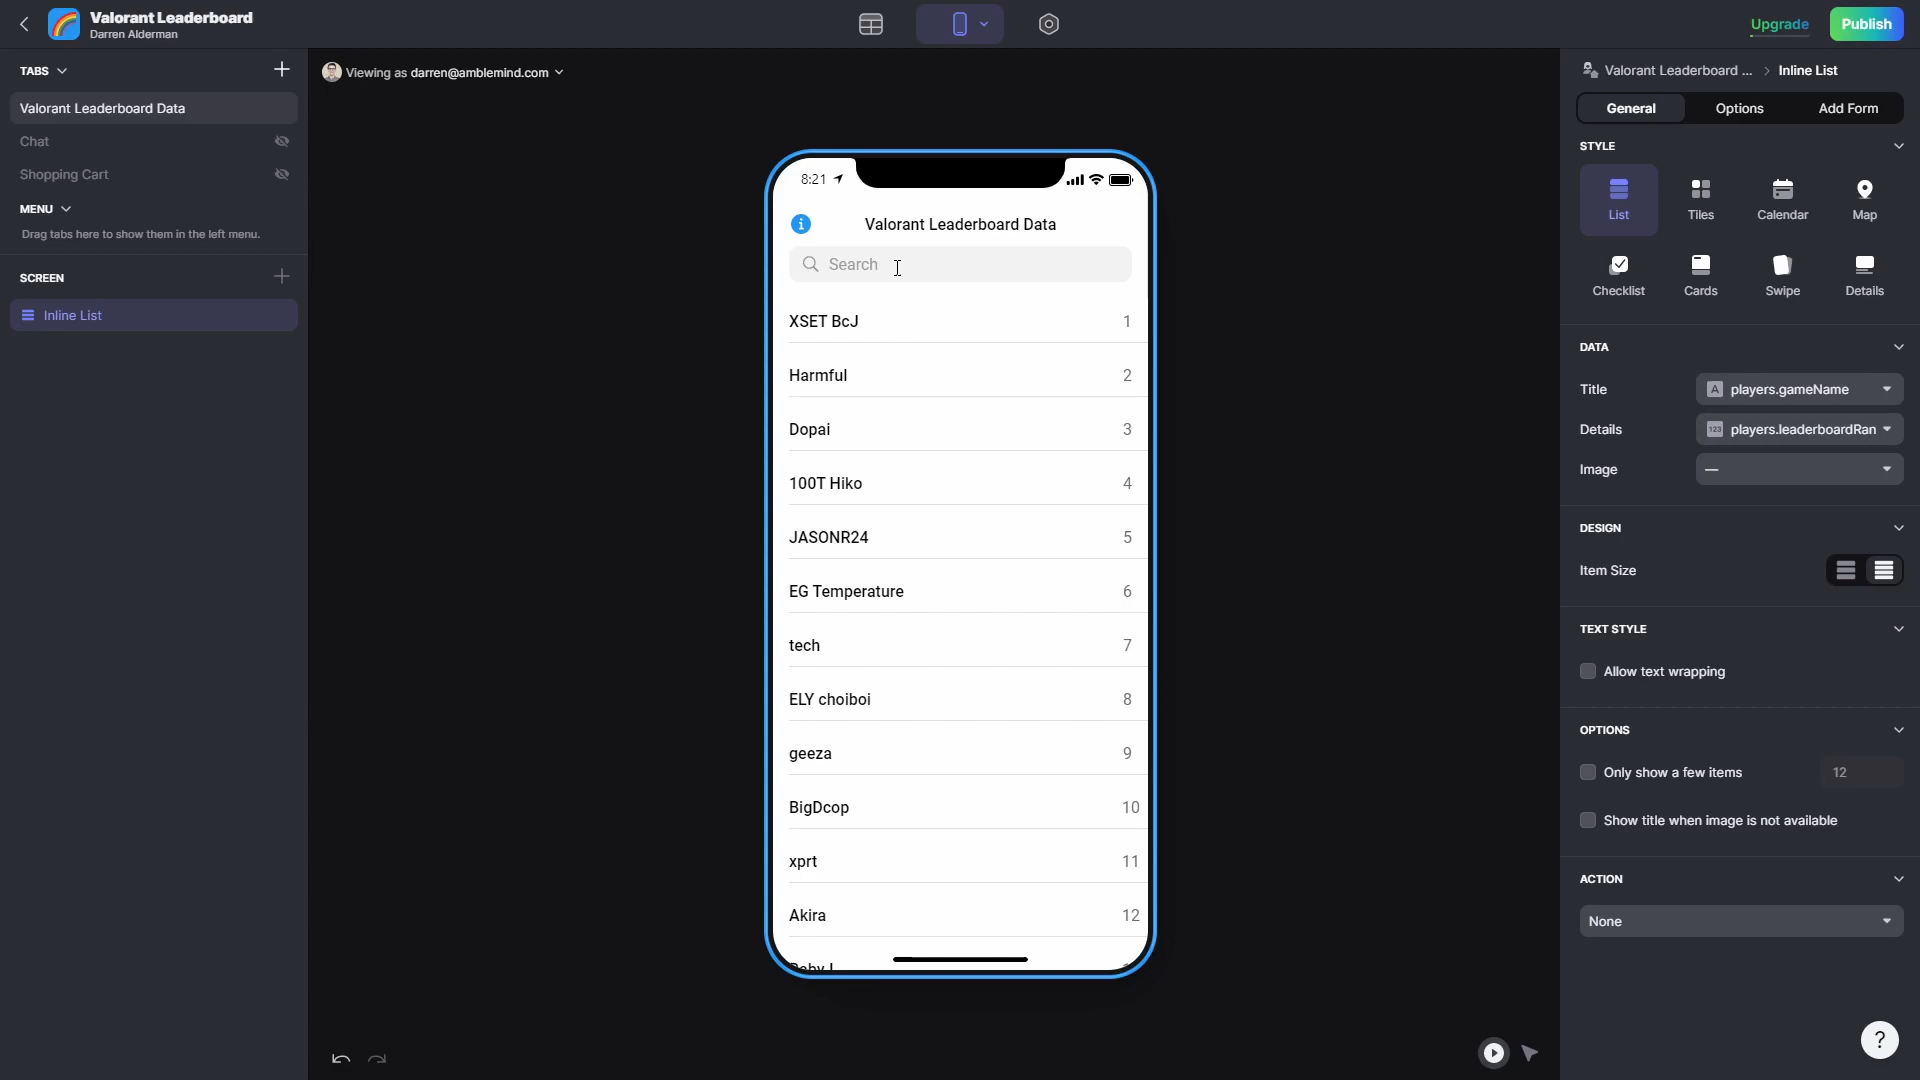 Valorant Leaderboard
Darren Alderman
Upgrade
Publish
TABS
Valorant Leaderboard Data
Chat
Shopping Cart
MENU
Drag tabs here to show them in the left menu.
SCREEN
Inline List
Viewing as darren@amblemind.com
8:21
Valorant Leaderboard Data
Search
XSET BcJ 1
Harmful 2
Dopai 3
100T Hiko 4
JASONR24 5
EG Temperature 6
tech 7
ELY choiboi 8
geeza 9
BigDcop 10
xprt 11
Akira 12
Valorant Leaderboard ... > Inline List
General Options Add Form
STYLE
List Tiles Calendar Map
Checklist Cards Swipe Details
DATA
Title A players.gameName
Details 123 players.leaderboardRan
Image —
DESIGN
Item Size
TEXT STYLE
Allow text wrapping
OPTIONS
Only show a few items 12
Show title when image is not available
ACTION
None
?